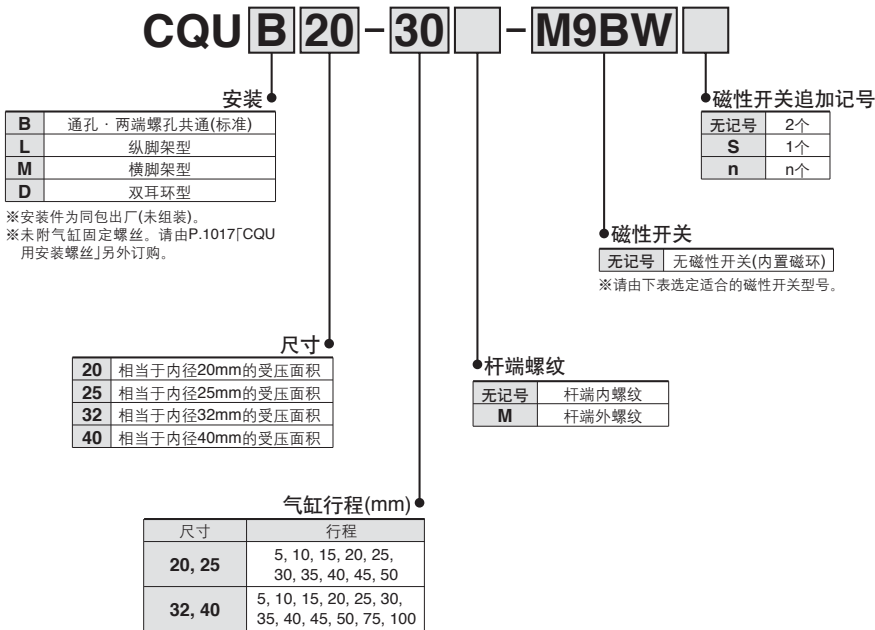 CQU B 20 - 30 - M9BW
安装
B 通孔 · 两端螺孔共通(标准)
L 纵脚架型
M 横脚架型
D 双耳环型
※安装件为同包出厂(未组装)。
※未附气缸固定螺丝。请由P.1017「CQU
用安装螺丝」另外订购。
磁性开关追加记号
无记号 2个
S 1个
n n个
磁性开关
无记号 无磁性开关(内置磁环)
※请由下表选定适合的磁性开关型号。
尺寸
20 相当于内径20mm的受压面积
25 相当于内径25mm的受压面积
32 相当于内径32mm的受压面积
40 相当于内径40mm的受压面积
杆端螺纹
无记号 杆端内螺纹
M 杆端外螺纹
气缸行程(mm)
尺寸 行程
20, 25 5, 10, 15, 20, 25,
30, 35, 40, 45, 50
32, 40 5, 10, 15, 20, 25, 30,
35, 40, 45, 50, 75, 100